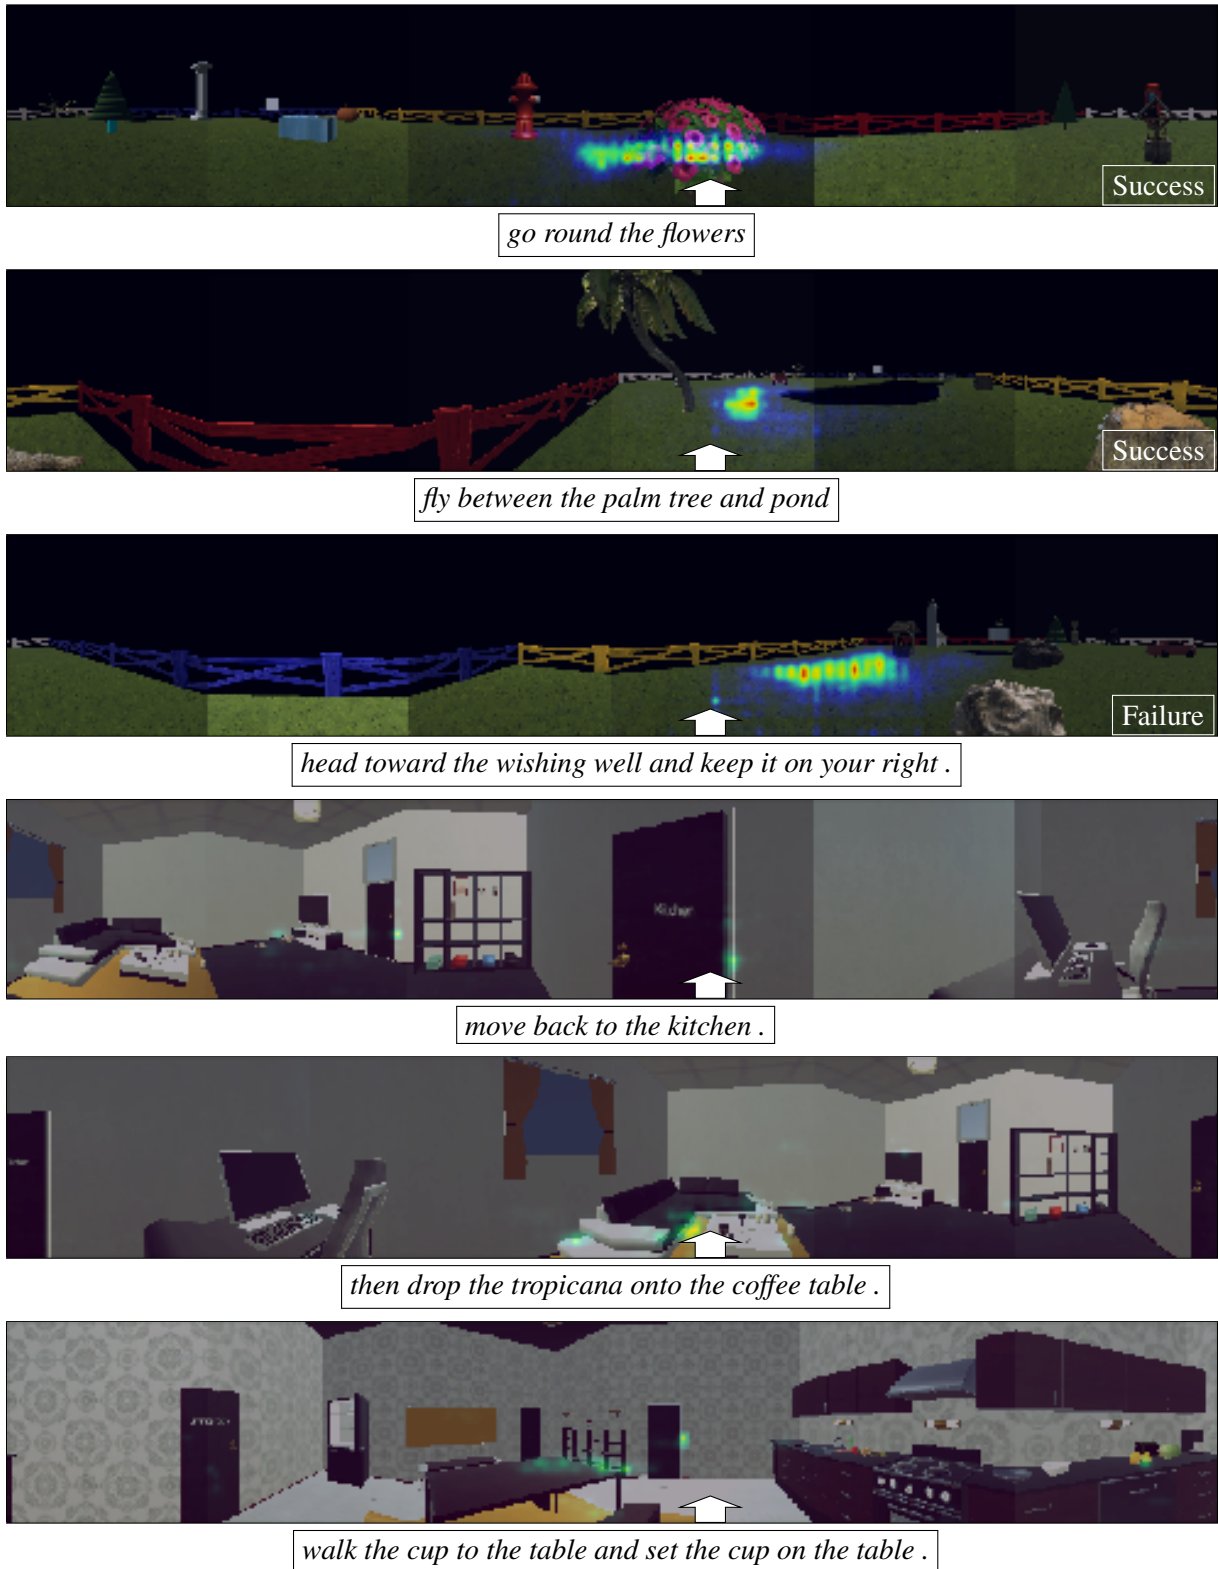 Success
go round the flowers
Success
fly between the palm tree and pond
Failure
head toward the wishing well and keep it on your right .
Kitchen
move back to the kitchen .
then drop the tropicana onto the coffee table .
walk the cup to the table and set the cup on the table .